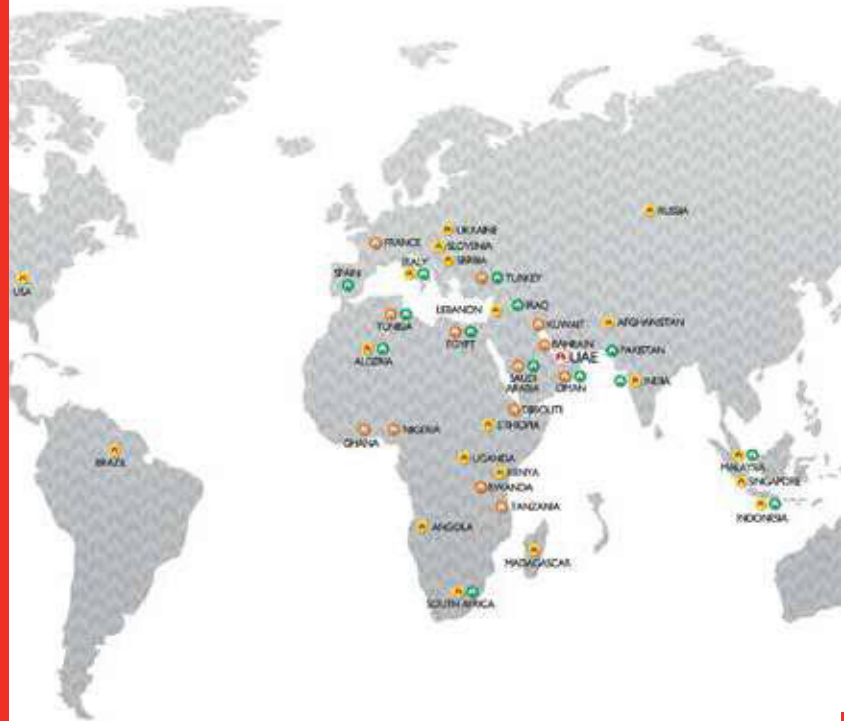 RUSSIA
UKRAINE
FRANCE
SLOVENIA
SERBIA
ITALY
SPAIN
TURKEY
USA
LEBANON
IRAQ
TUNISIA
KUWAIT
AFGHANISTAN
EGYPT
BAHRAIN
ALGERIA
UAE
PAKISTAN
SAUDI
ARABIA
OMAN
INDIA
DJIBOUTI
ETHIOPIA
GHANA
NIGERIA
BRAZIL
UGANDA
KENYA
MALAYSIA
SINGAPORE
RWANDA
TANZANIA
INDONESIA
ANGOLA
MADAGASCAR
SOUTH AFRICA